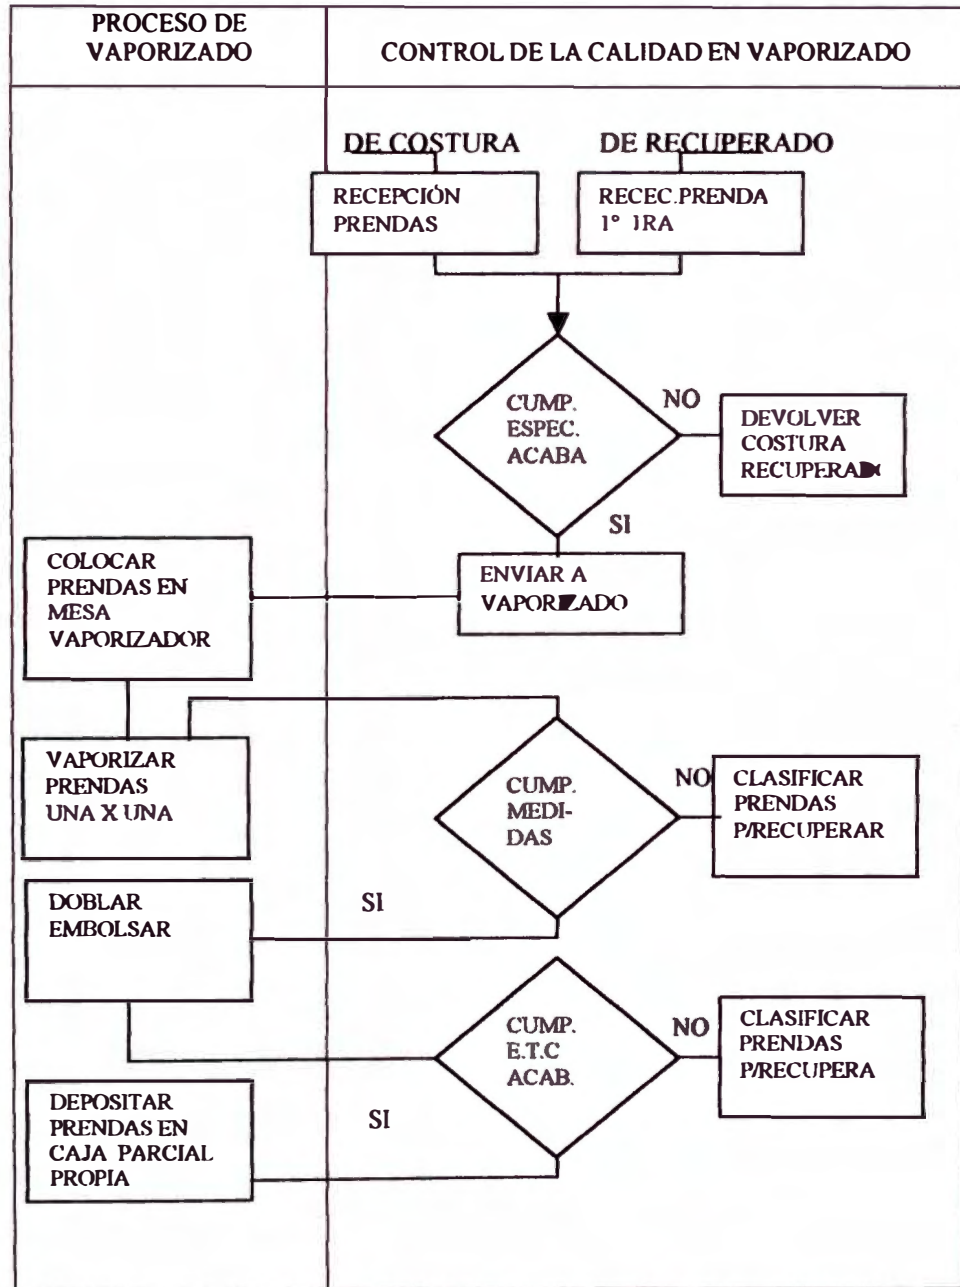 PROCESO DE
VAPORIZADO
CONTROL DE LA CALIDAD EN VAPORIZADO
DE COSTURA
DE RECUPERADO
RECEPCIÓN
PRENDAS
RECEC.PRENDA
1° 1RA
CUMP.
ESPEC.
ACABA
NO
DEVOLVER
COSTURA
RECUPERAD
SI
ENVIAR A
VAPORIZADO
COLOCAR
PRENDAS EN
MESA
VAPORIZADOR
VAPORIZAR
PRENDAS
UNA X UNA
CUMP.
MEDI-
DAS
NO
CLASIFICAR
PRENDAS
P/RECUPERAR
SI
DOBLAR
EMBOLSAR
CUMP.
E.T.C
ACAB.
NO
CLASIFICAR
PRENDAS
P/RECUPERA
SI
DEPOSITAR
PRENDAS EN
CAJA PARCIAL
PROPIA